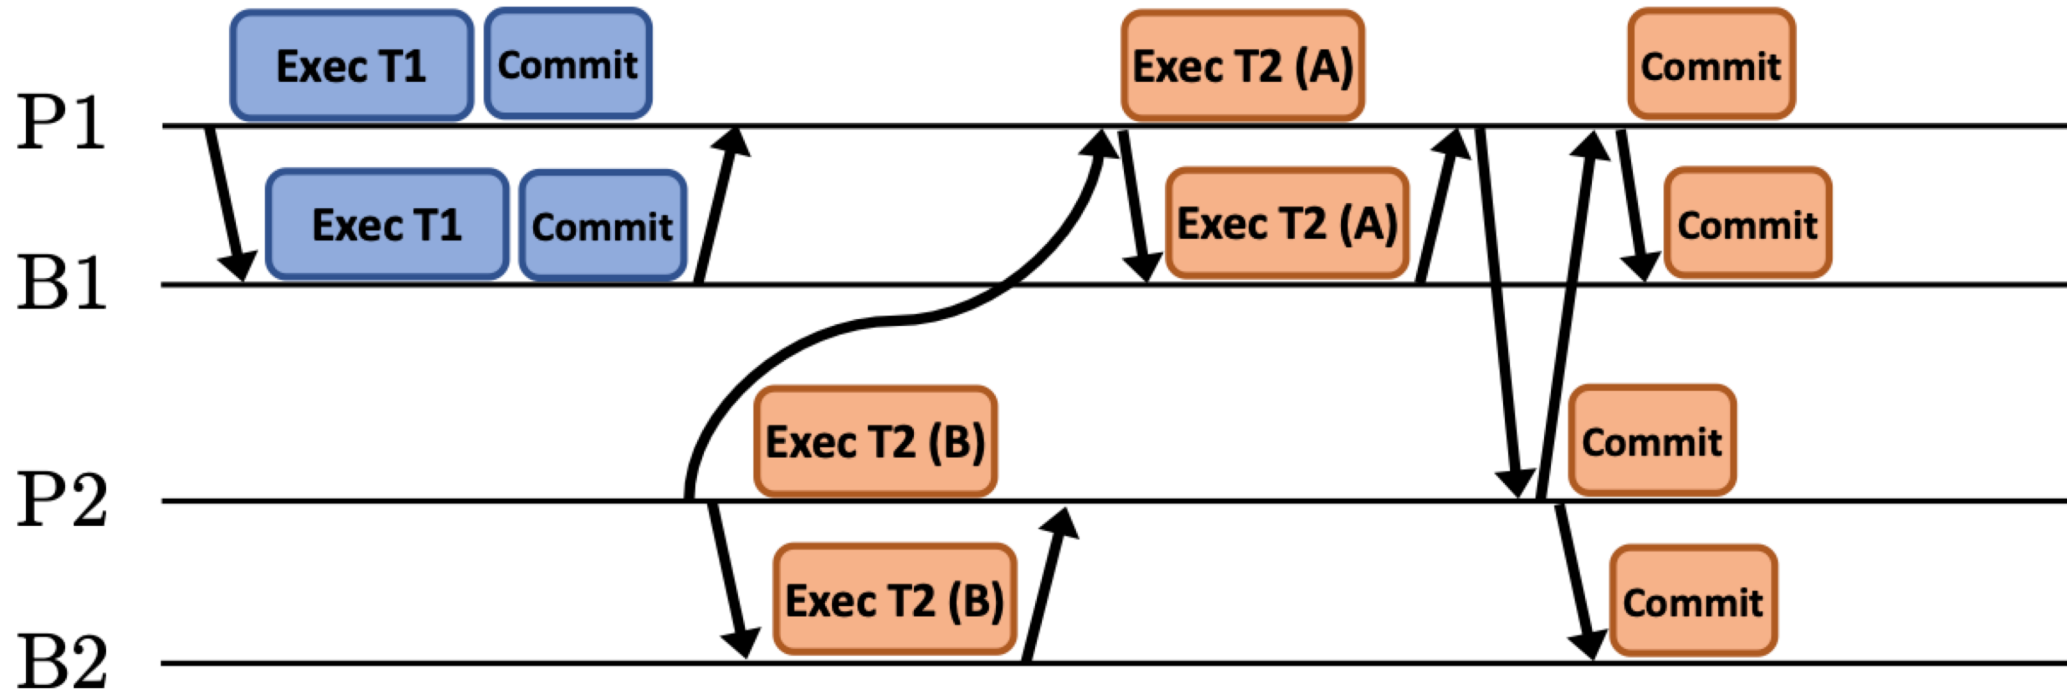 Exec T1 Commit Exec T2 (A) Commit
P1
Exec T1 Commit Exec T2 (A) Commit
B1
Exec T2 (B) Commit
P2
Exec T2 (B) Commit
B2